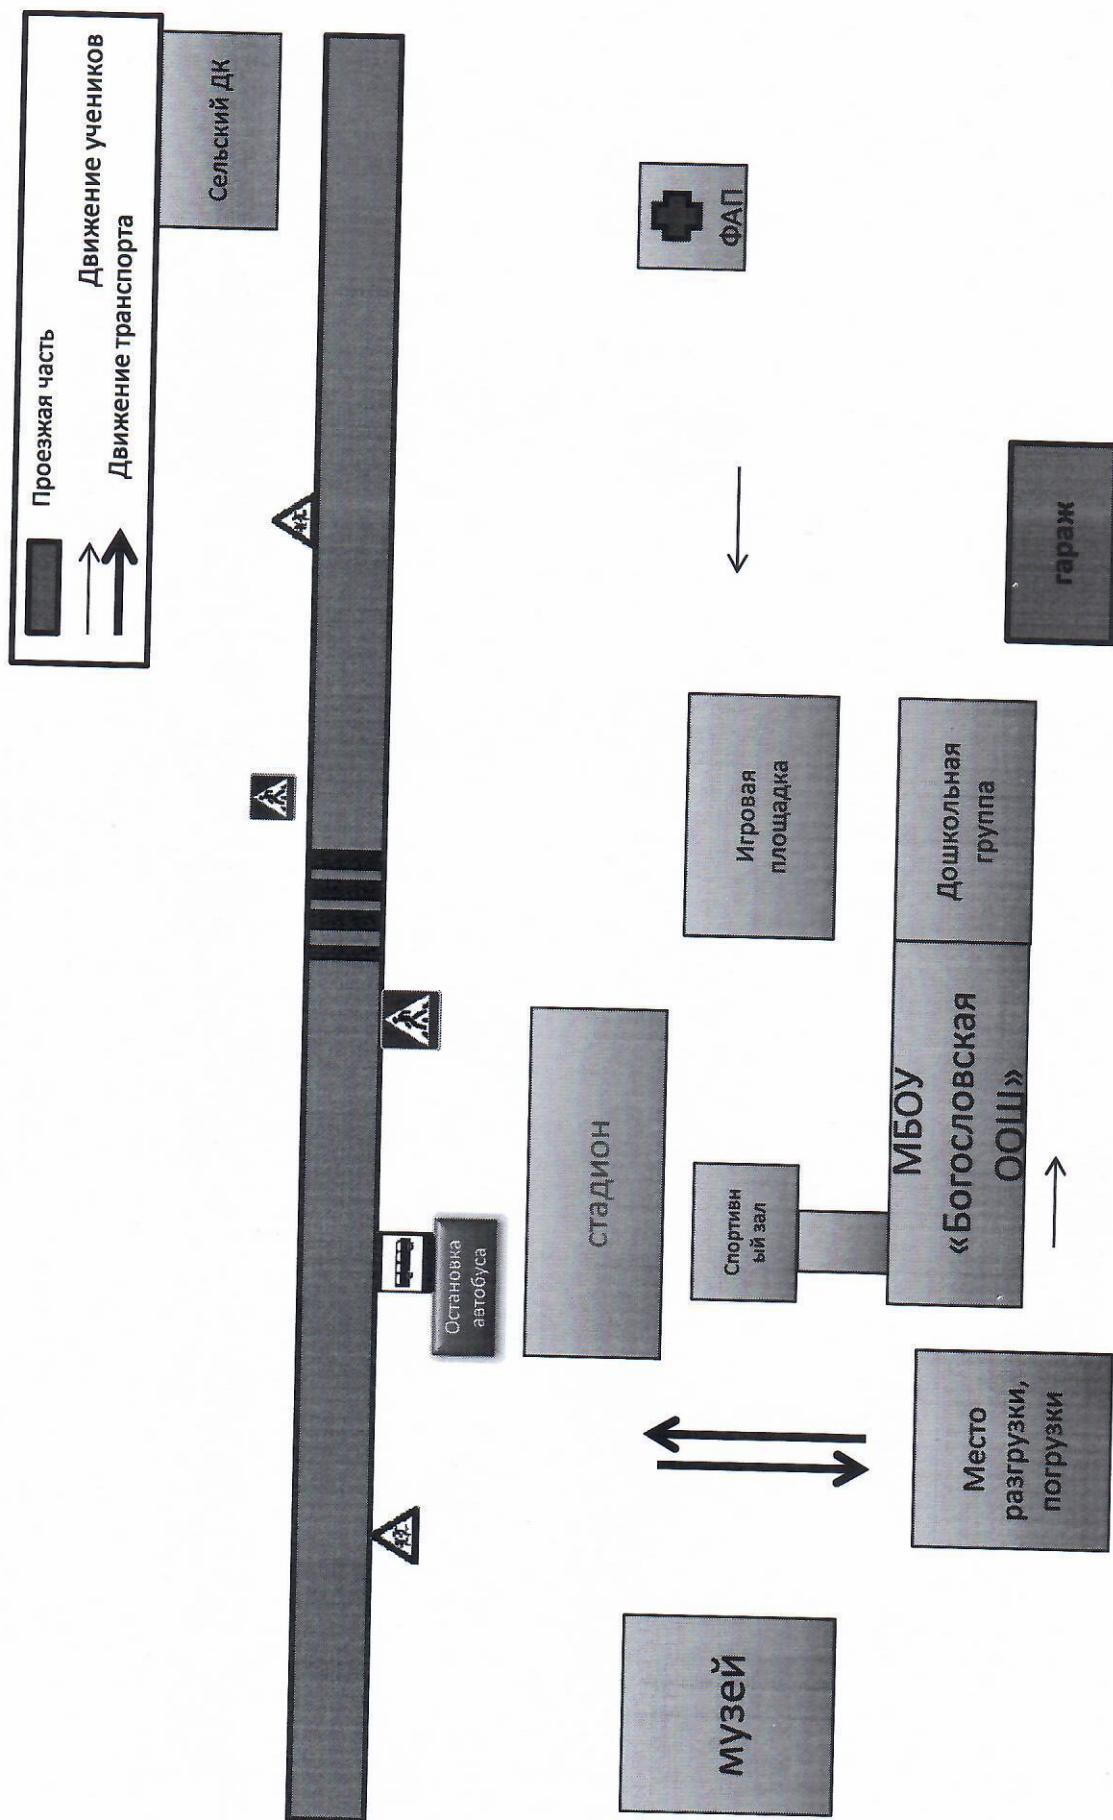 Проезжая часть
Движение учеников
Движение транспорта
Сельский ДК
ФАП
гараж
Игровая
площадка
Дошкольная
группа
МБОУ
«Богословская
ООШ»
стадион
Спортивн
ый зал
Остановка
автобуса
Место
разгрузки,
погрузки
музей